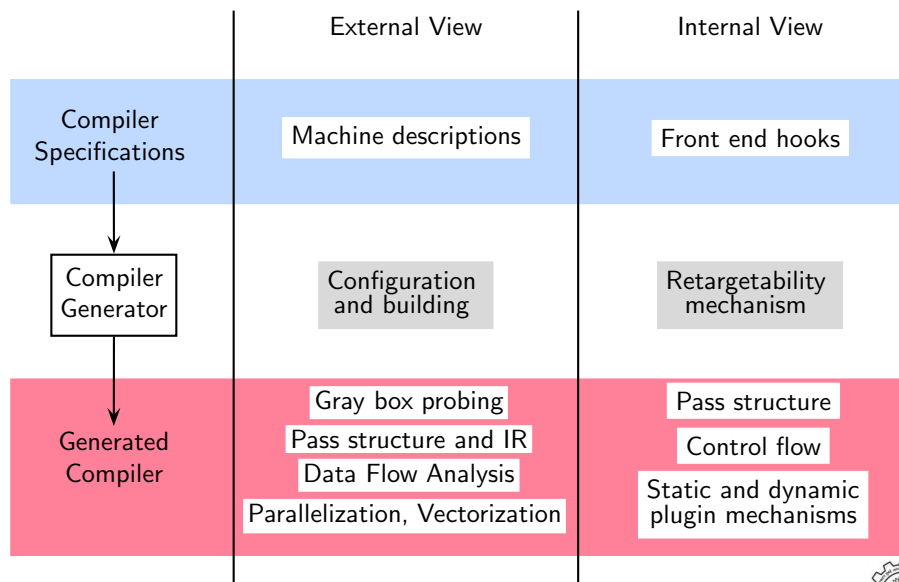 External View
Internal View
Compiler
Specifications
Machine descriptions
Front end hooks
Compiler
Generator
Configuration
and building
Retargetability
mechanism
Generated
Compiler
Gray box probing
Pass structure and IR
Data Flow Analysis
Parallelization, Vectorization
Pass structure
Control flow
Static and dynamic
plugin mechanisms